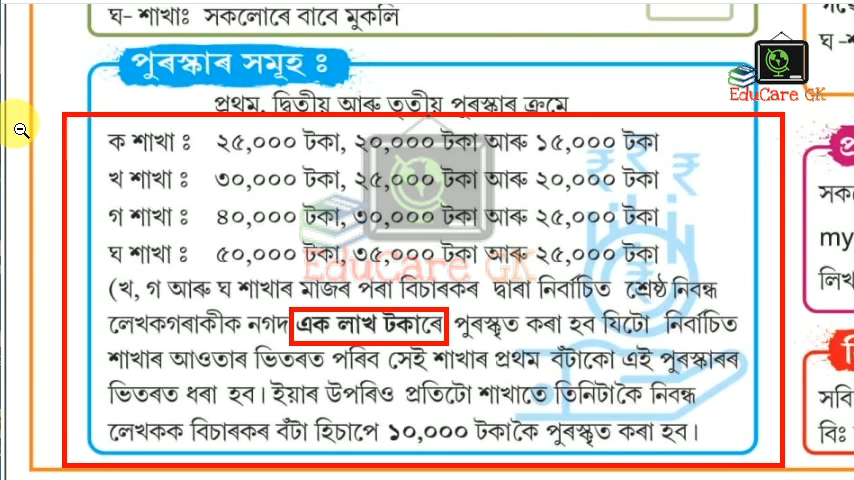 ঘ- শাখাঃ সকলোৰে বাবে মুকলি
পুৰস্কাৰ সমূহ ঃ
প্ৰথম, দ্বিতীয় আৰু তৃতীয় পুৰস্কাৰ ক্ৰমে
ক শাখা ঃ ২৫,০০০ টকা, ২০,০০০ টকা আৰু ১৫,০০০ টকা
খ শাখা ঃ ৩০,০০০ টকা, ২৫,০০০ টকা আৰু ২০,০০০ টকা
গ শাখা ঃ ৪০,০০০ টকা, ৩০,০০০ টকা আৰু ২৫,০০০ টকা
ঘ শাখা ঃ ৫০,০০০ টকা, ৩৫,০০০ টকা আৰু ২৫,০০০ টকা
(খ, গ আৰু ঘ শাখাৰ মাজৰ পৰা বিচাৰকৰ দ্বাৰা নিৰ্বাচিত শ্ৰেষ্ঠ নিবন্ধ
লেখকগৰাকীক নগদ এক লাখ টকাৰে পুৰস্কৃত কৰা হব যিটো নিৰ্বাচিত
শাখাৰ আওতাৰ ভিতৰত পৰিব সেই শাখাৰ প্ৰথম বঁটাকো এই পুৰস্কাৰৰ
ভিতৰত ধৰা হব। ইয়াৰ উপৰিও প্ৰতিটো শাখাতে তিনিটাকৈ নিবন্ধ
লেখকক বিচাৰকৰ বঁটা হিচাপে ১০,০০০ টকাকৈ পুৰস্কৃত কৰা হব।
EduCare GK
EduCare GK
ঘ -
my
লিখ
সবি
বিঃ